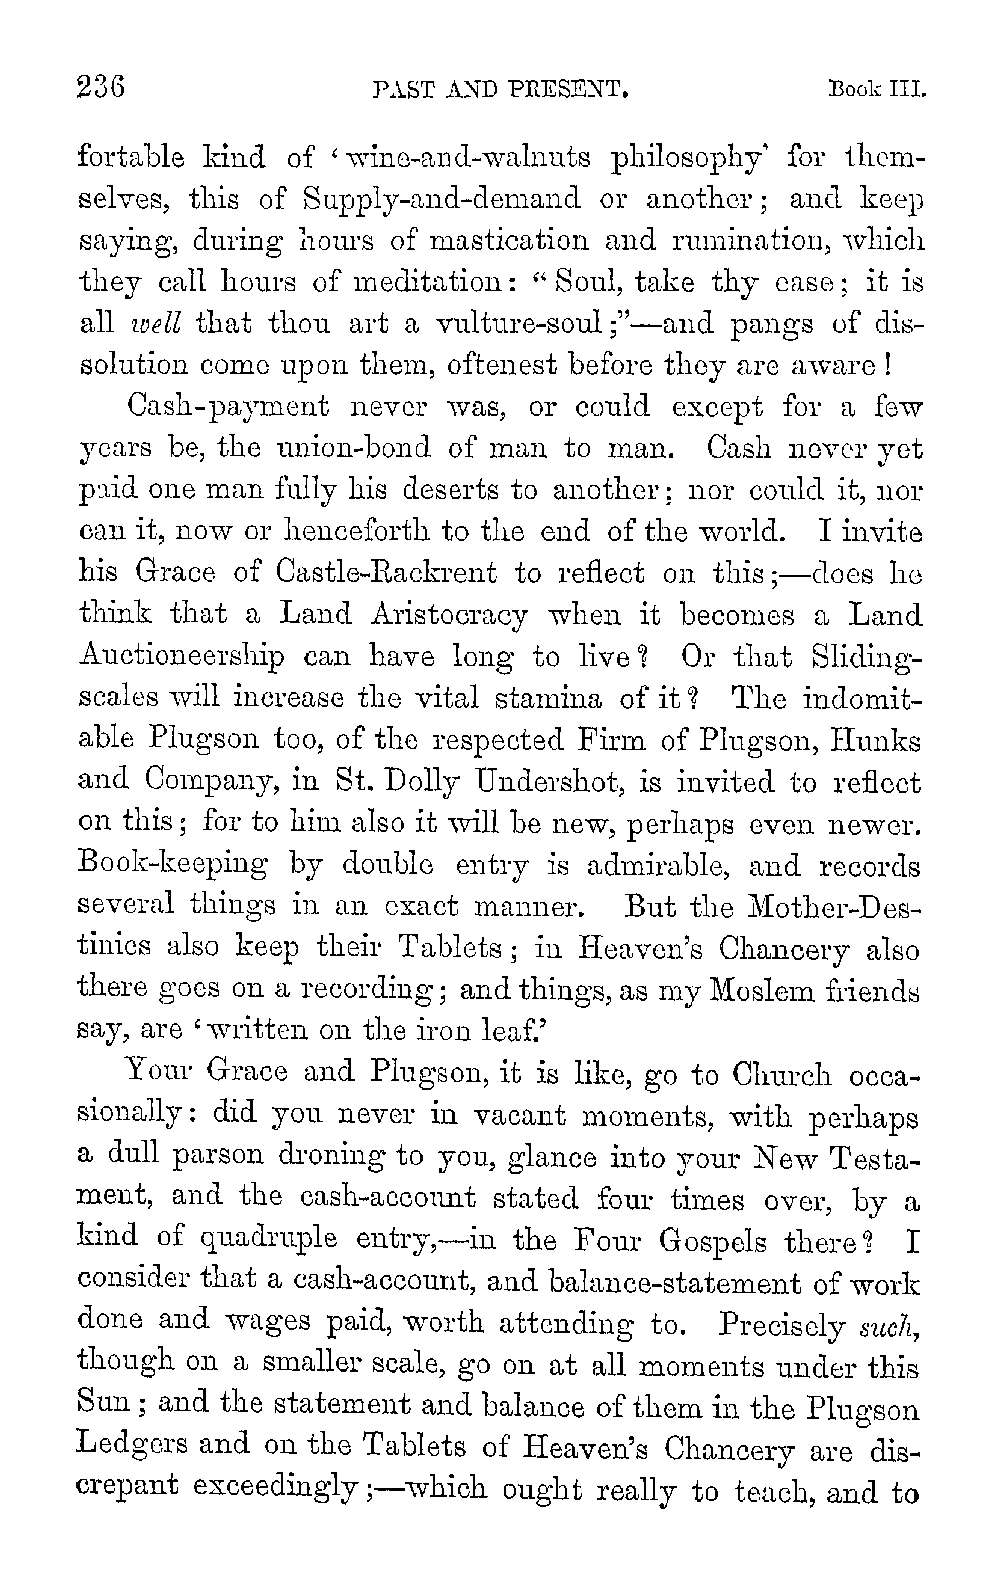 236 PAST AND PRESENT. Book III.
fortable kind of ‘wine-and-walnuts philosophy’ for them-
selves, this of Supply-and-demand or another; and keep
saying, during hours of mastication and rumination, which
they call hours of meditation: “Soul, take thy ease; it is
all well that thou art a vulture-soul;”—and pangs of dis-
solution come upon them, oftenest before they are aware!
Cash-payment never was, or could except for a few
years be, the union-bond of man to man. Cash never yet
paid one man fully his deserts to another; nor could it, nor
can it, now or henceforth to the end of the world. I invite
his Grace of Castle-Rackrent to reflect on this;—does he
think that a Land Aristocracy when it becomes a Land
Auctioneership can have long to live? Or that Sliding-
scales will increase the vital stamina of it? The indomit-
able Plugson too, of the respected Firm of Plugson, Hunks
and Company, in St. Dolly Undershot, is invited to reflect
on this; for to him also it will be new, perhaps even newer.
Book-keeping by double entry is admirable, and records
several things in an exact manner. But the Mother-Des-
tinies also keep their Tablets; in Heaven’s Chancery also
there goes on a recording; and things, as my Moslem friends
say, are ‘written on the iron leaf.’
Your Grace and Plugson, it is like, go to Church occa-
sionally: did you never in vacant moments, with perhaps
a dull parson droning to you, glance into your New Testa-
ment, and the cash-account stated four times over, by a
kind of quadruple entry,—in the Four Gospels there? I
consider that a cash-account, and balance-statement of work
done and wages paid, worth attending to. Precisely such,
though on a smaller scale, go on at all moments under this
Sun; and the statement and balance of them in the Plugson
Ledgers and on the Tablets of Heaven’s Chancery are dis-
crepant exceedingly;—which ought really to teach, and to